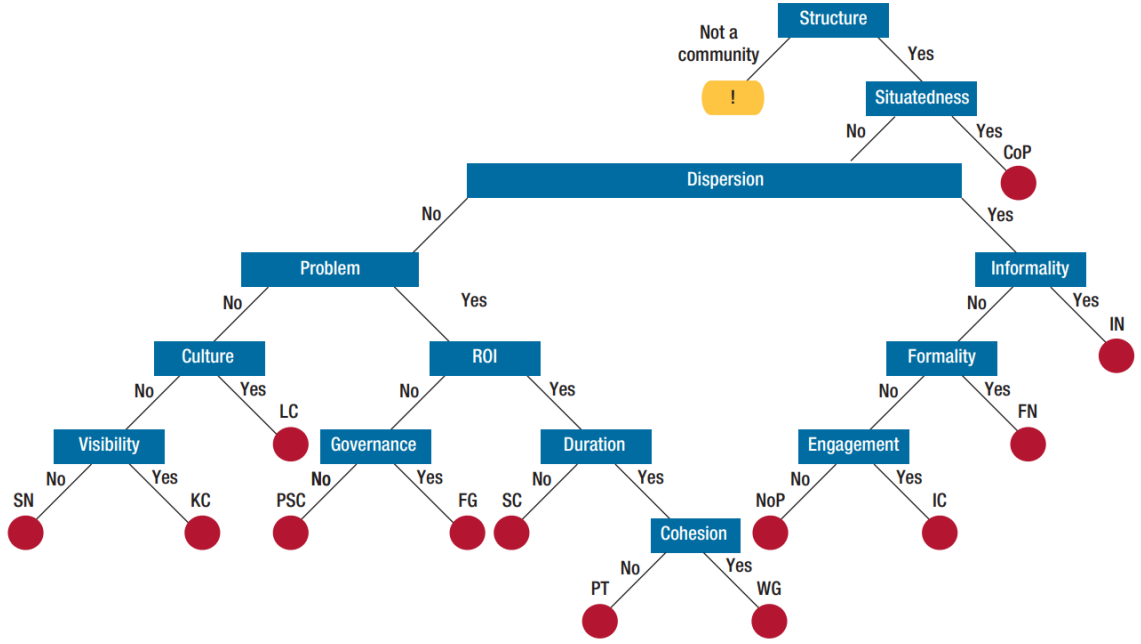 Structure
Not a
community
Yes
!
Situatedness
No
Yes
CoP
Dispersion
No
Yes
Problem
Informality
No
Yes
No
Yes
IN
Culture
ROI
Formality
No
Yes
No
Yes
No
Yes
LC
FN
Visibility
Governance
Duration
Engagement
No
Yes
No
Yes
No
Yes
No
Yes
SN
KC
PSC
FG
SC
NoP
IC
Cohesion
No
Yes
PT
WG